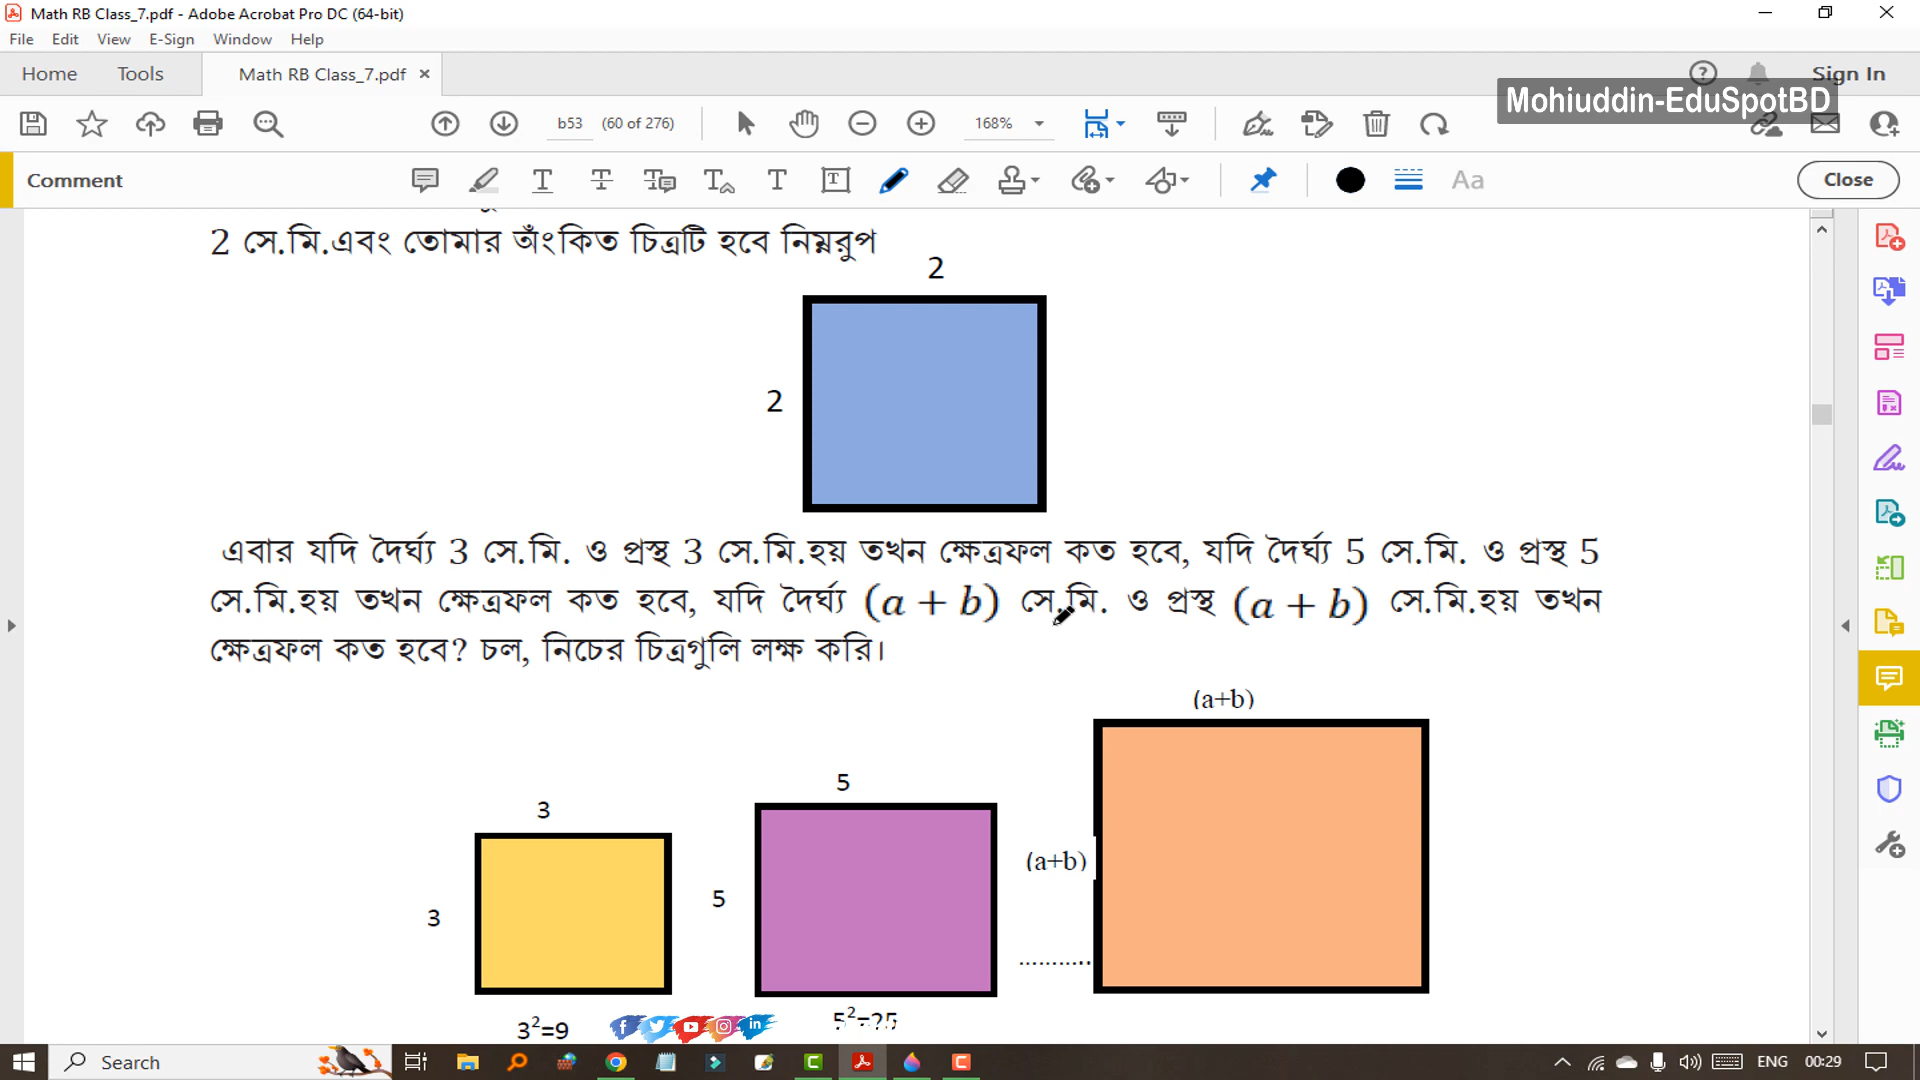 Math RB Class_7.pdf - Adobe Acrobat Pro DC (64-bit)
File Edit View E-Sign Window Help
Home Tools Math RB Class_7.pdf × Sign In
Mohiuddin-EduSpotBD
b53 (60 of 276) 168%
Comment Aa Close
2 সে.মি.এবং তোমার অঁংকিত চিত্রটি হবে নিম্নরুপ
2
2
এবার যদি দৈর্ঘ্য 3 সে.মি. ও প্রস্থ 3 সে.মি.হয় তখন ক্ষেত্রফল কত হবে, যদি দৈর্ঘ্য 5 সে.মি. ও প্রস্থ 5
সে.মি.হয় তখন ক্ষেত্রফল কত হবে, যদি দৈর্ঘ্য (a + b) সে.মি. ও প্রস্থ (a + b) সে.মি.হয় তখন
ক্ষেত্রফল কত হবে? চল, নিচের চিত্রগুলি লক্ষ করি।
(a+b)
5
3
(a+b)
5
3
...........
3²=9
5²=25
Search
ENG 00:29